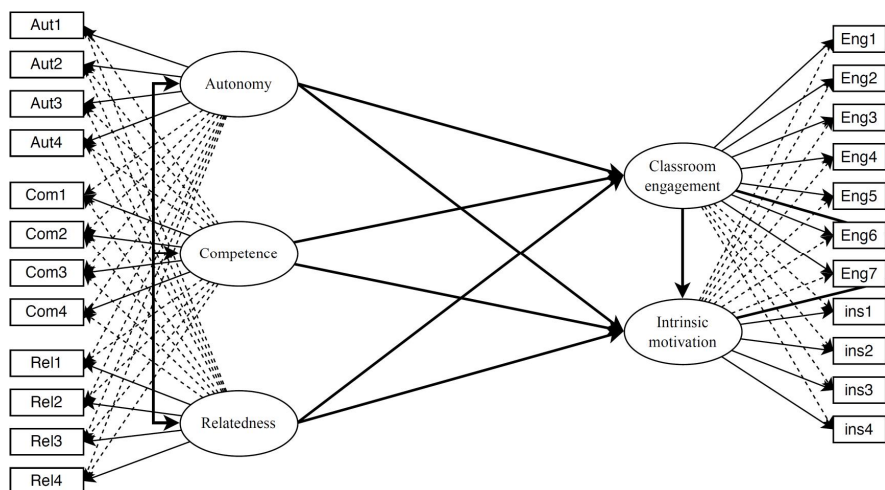 Aut1
Aut2
Aut3
Aut4
Com1
Com2
Com3
Com4
Rel1
Rel2
Rel3
Rel4
Autonomy
Competence
Relatedness
Classroom
engagement
Intrinsic
motivation
Eng1
Eng2
Eng3
Eng4
Eng5
Eng6
Eng7
ins1
ins2
ins3
ins4